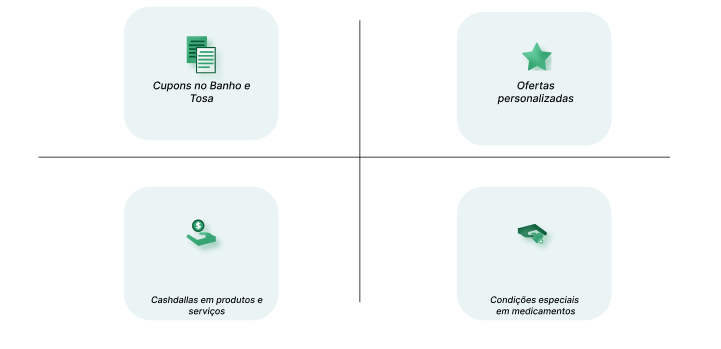 Cupons no Banho e
Tosa
Ofertas
personalizadas
$
Cashdallas em produtos e
serviços
Condições especiais
em medicamentos